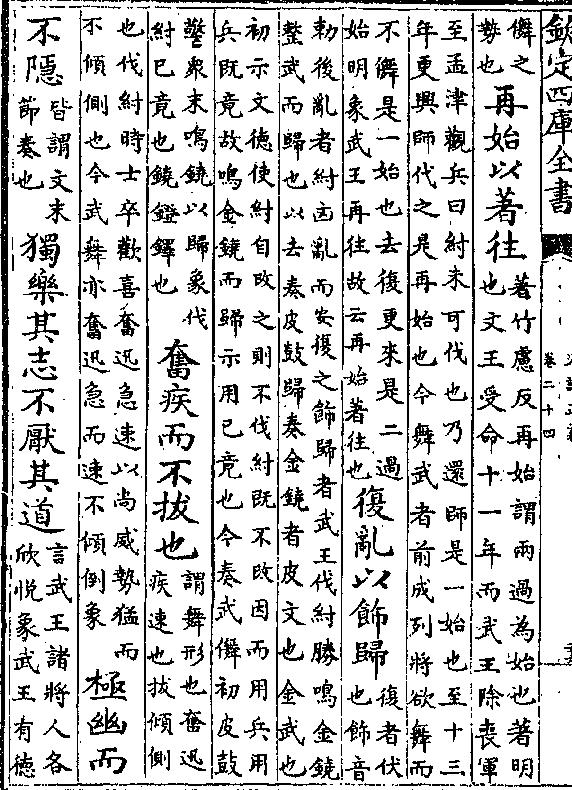 欽定四庫全書
卷二十四
儛之
勢也
再始以著往
著竹慮反再始謂兩過為始也著明
也文王受命十一年而武王除喪軍
至孟津觀兵曰紂未可伐也乃還師是一始也至十三
年更興師伐之是再始也今舞武者前成列將欲舞而
不儛是一始也去復更來是二過
始明象武王再往故云再始著往也
復亂以飾歸
復者伏
也飾音
勑後亂者紂凶亂而安復之飾歸者武王伐紂勝鳴金鐃
整武而歸也以去奏皮鼓歸奏金鐃者皮文也金武也
初示文德使紂自改之則不伐紂既不改因而用兵用
兵既竟故鳴金鐃而歸示用已竟也今奏武儛初皮鼓
警衆末鳴鐃以歸象伐
紂已竟也鐃鐙鐸也
奮疾而不拔也
謂舞形也奮迅
疾速也拔傾側
也伐紂時士卒歡喜奮迅急速以尚威勢猛而
不傾側也今武舞亦奮迅急而速不傾倒象
極幽而
不隱
皆謂文末
節奏也
獨樂其志不厭其道
言武王諸將人各
欣悅象武王有德